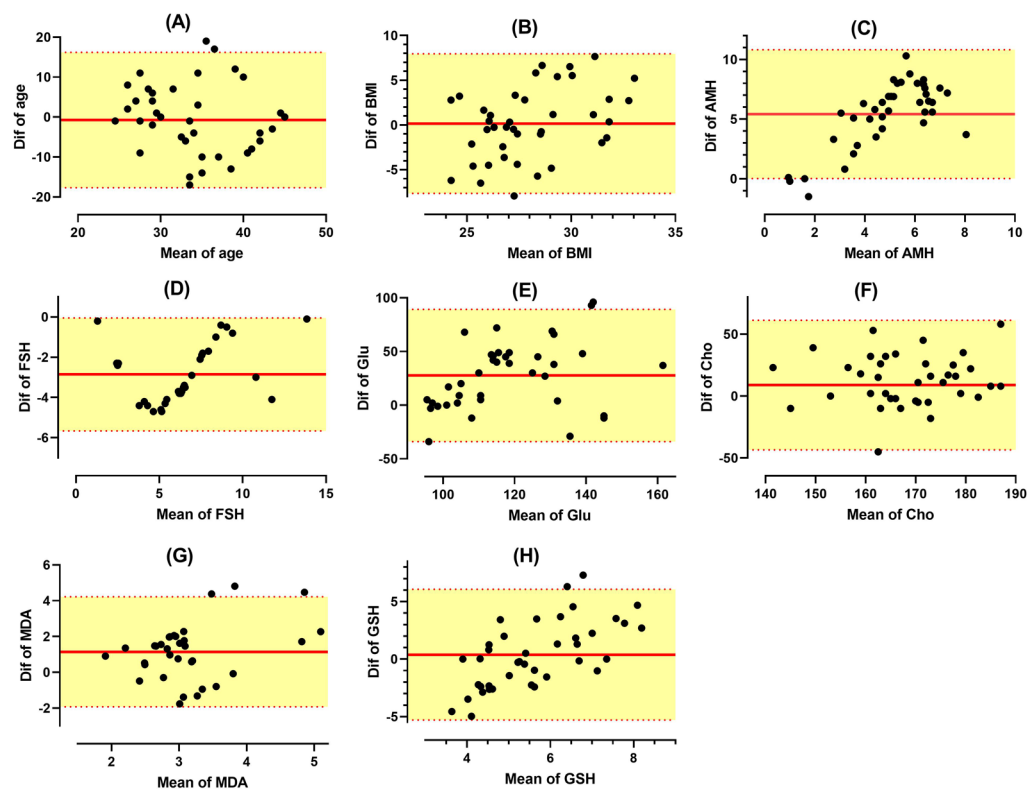 (A)
Dif of age
20
10
0
-10
-20
20 30 40 50
Mean of age
(B)
Dif of BMI
10
5
0
-5
25 30 35
Mean of BMI
(C)
Dif of AMH
10
5
0
0 2 4 6 8 10
Mean of AMH
(D)
Dif of FSH
0
-2
-4
-6
0 5 10 15
Mean of FSH
(E)
Dif of Glu
100
50
0
-50
100 120 140 160
Mean of Glu
(F)
Dif of Cho
50
0
-50
140 150 160 170 180 190
Mean of Cho
(G)
Dif of MDA
6
4
2
0
-2
2 3 4 5
Mean of MDA
(H)
Dif of GSH
5
0
-5
4 6 8
Mean of GSH